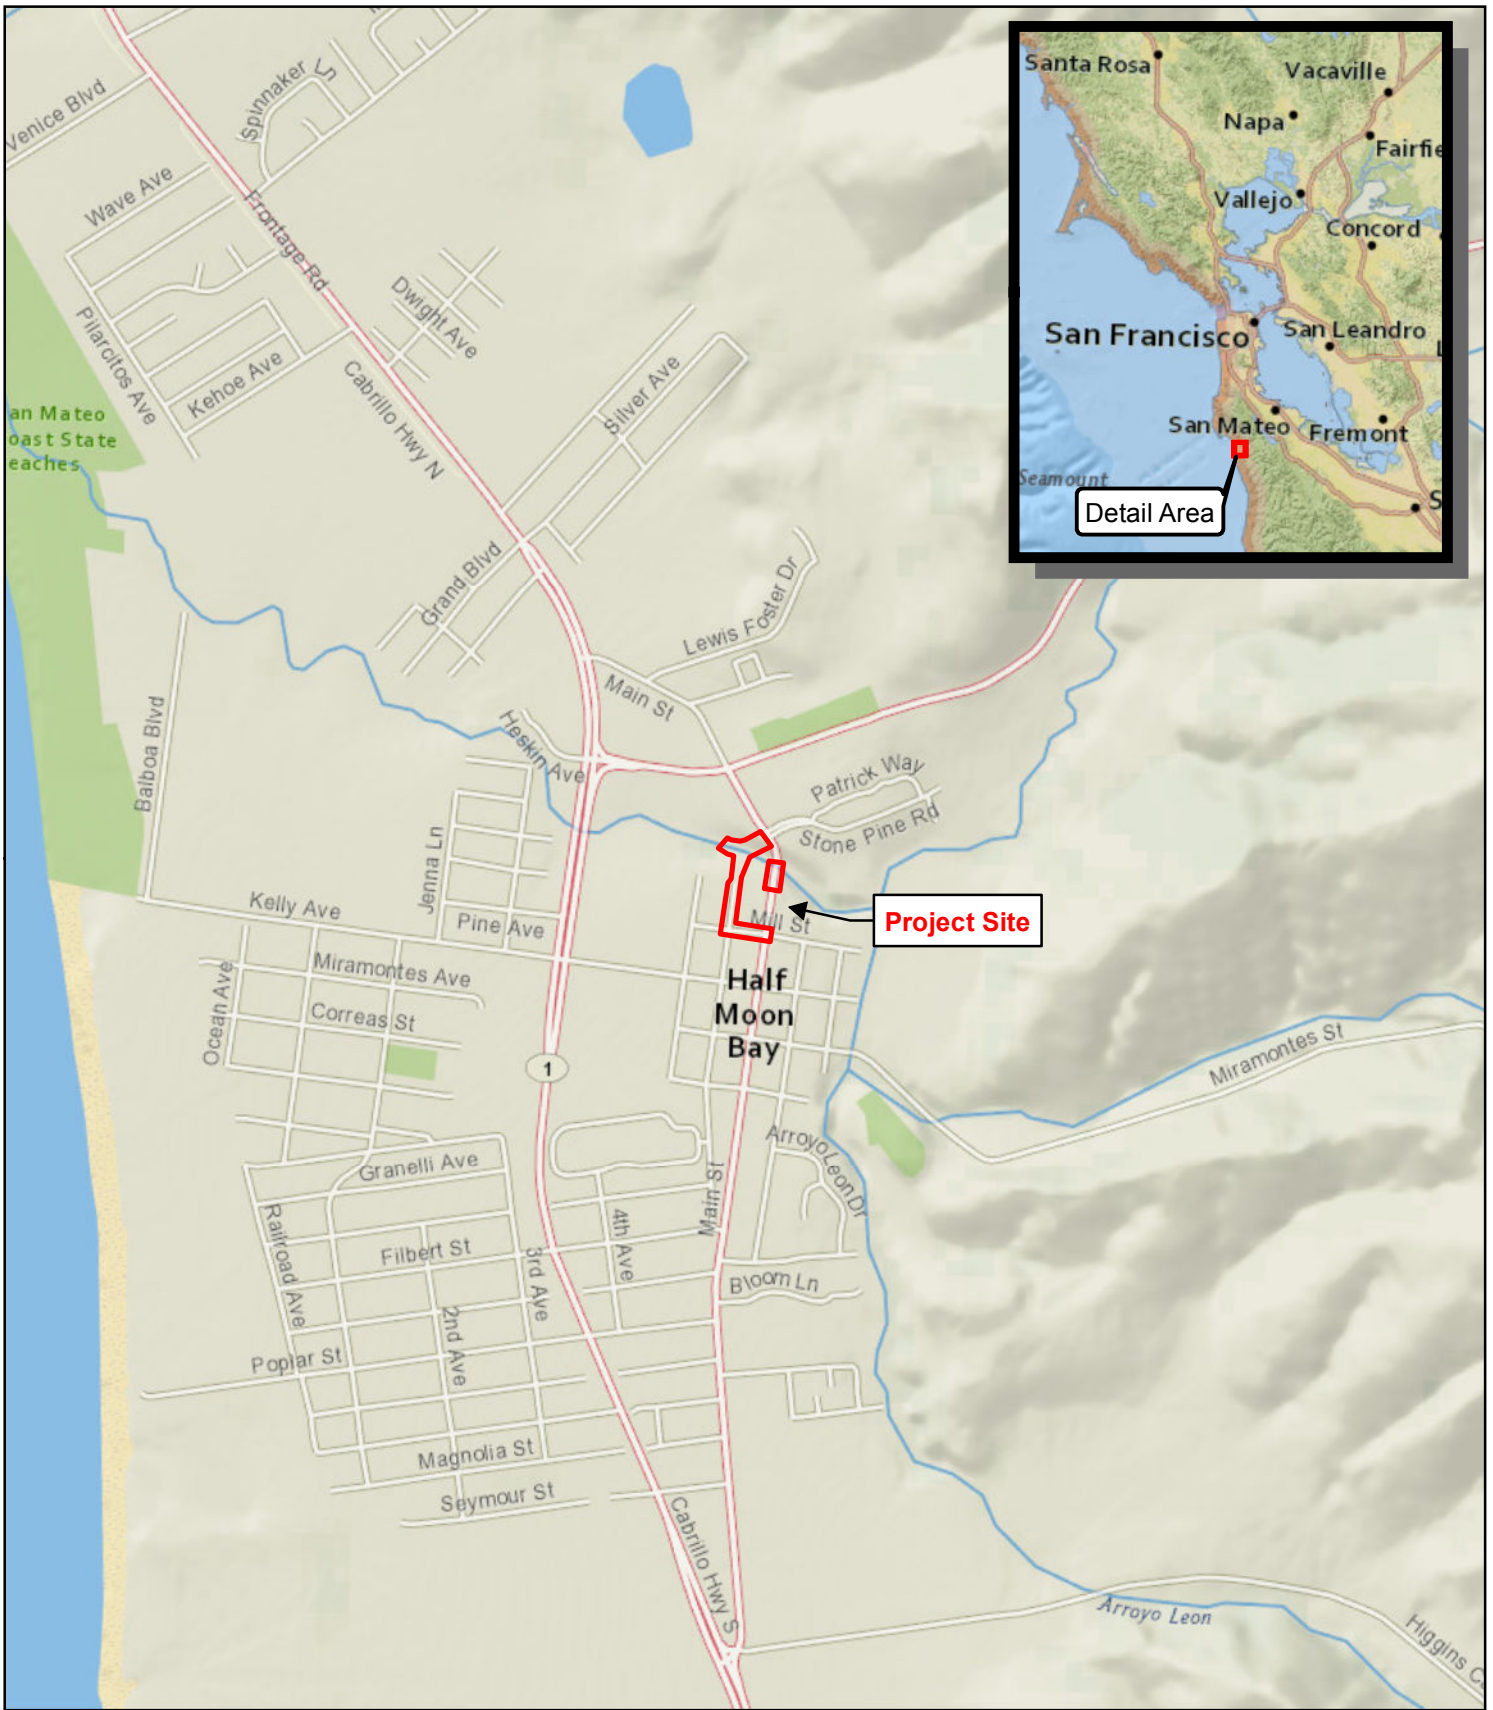 Venice Blvd
Spinnaker Ln
Wave Ave
Frontage Rd
Pilarcitos Ave
Kehoe Ave
Dwight Ave
Cabrillo Hwy N
Silver Ave
an Mateo
oast State
eaches
Grand Blvd
Lewis Foster Dr
Main St
Balboa Blvd
Heskin Ave
Patrick Way
Stone Pine Rd
Jenna Ln
Kelly Ave
Pine Ave
Mill St
Project Site
Miramontes Ave
Ocean Ave
Correas St
Half
Moon
Bay
1
Miramontes St
Arroyo Leon Dr
Granelli Ave
Main St
Railroad Ave
4th Ave
Filbert St
3rd Ave
Bloom Ln
2nd Ave
Poplar St
Magnolia St
Seymour St
Cabrillo Hwy S
Arroyo Leon
Higgins C
Santa Rosa
Vacaville
Napa
Fairfie
Vallejo
Concord
San Francisco
San Leandro
L
San Mateo
Fremont
Seamount
S
Detail Area